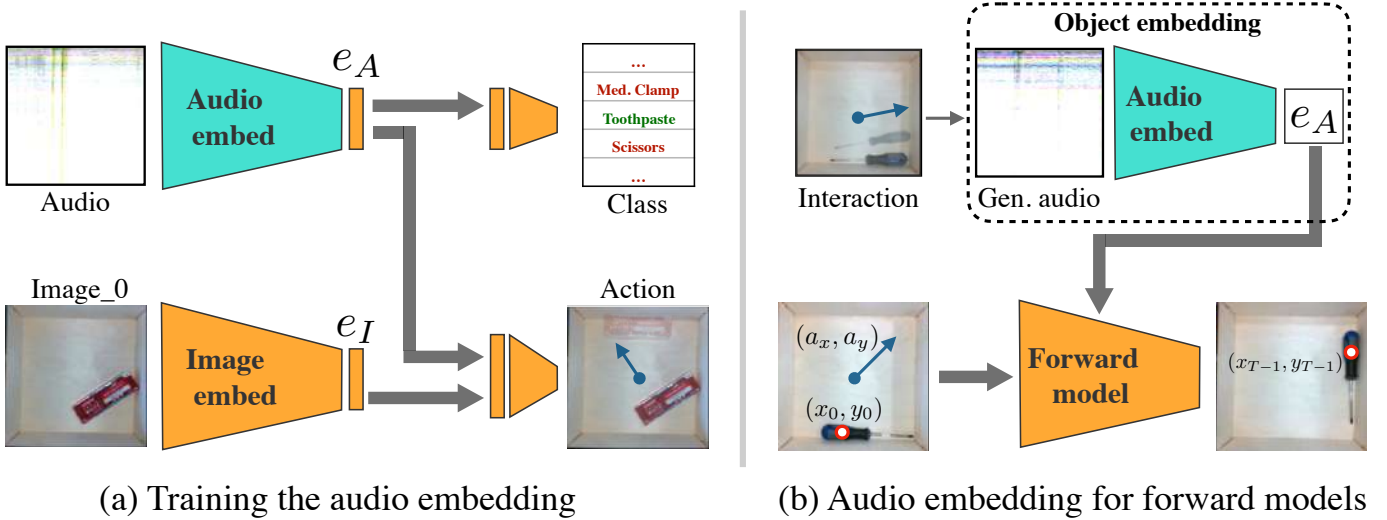 Audio
Audio
embed
e_A
...
Med. Clamp
Toothpaste
Scissors
...
Class
Image_0
Image
embed
e_I
Action
(a) Training the audio embedding
Object embedding
Interaction
Gen. audio
Audio
embed
e_A
(a_x, a_y)
(x_0, y_0)
Forward
model
(x_{T−1}, y_{T−1})
(b) Audio embedding for forward models